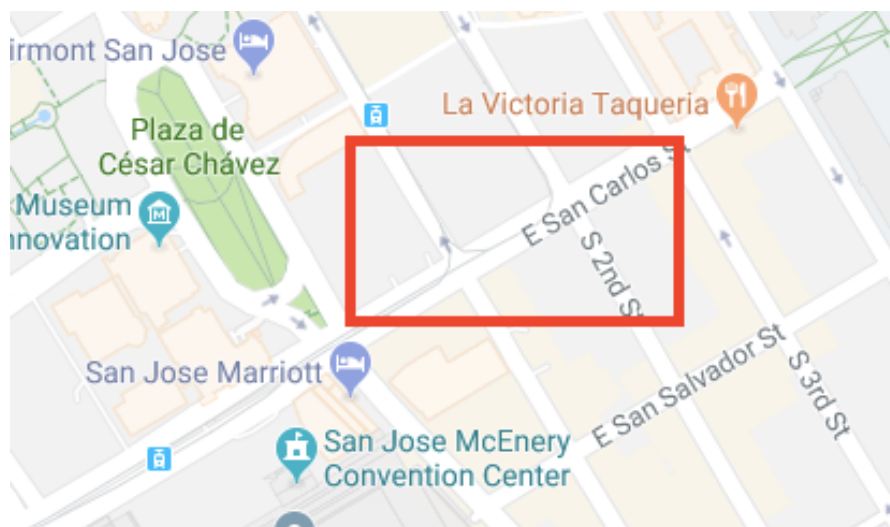 irmont San Jose
La Victoria Taqueria
Plaza de
César Chávez
Museum
nnovation
E San Carlos St
S 2nd St
San Jose Marriott
E San Salvador St
S 3rd St
San Jose McEnery
Convention Center